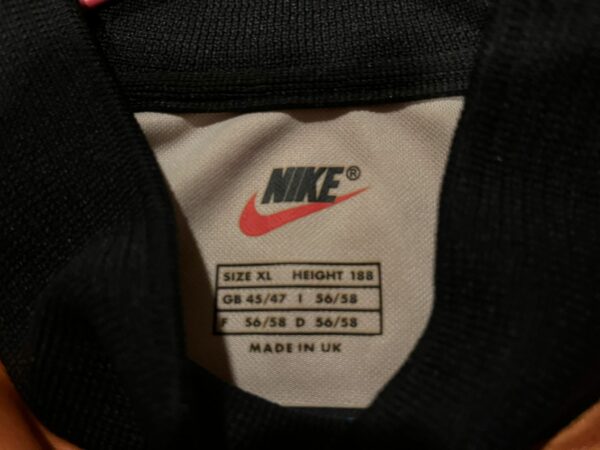 NIKE®
SIZE XL HEIGHT 188
GB 45/47 I 56/58
F 56/58 D 56/58
MADE IN UK